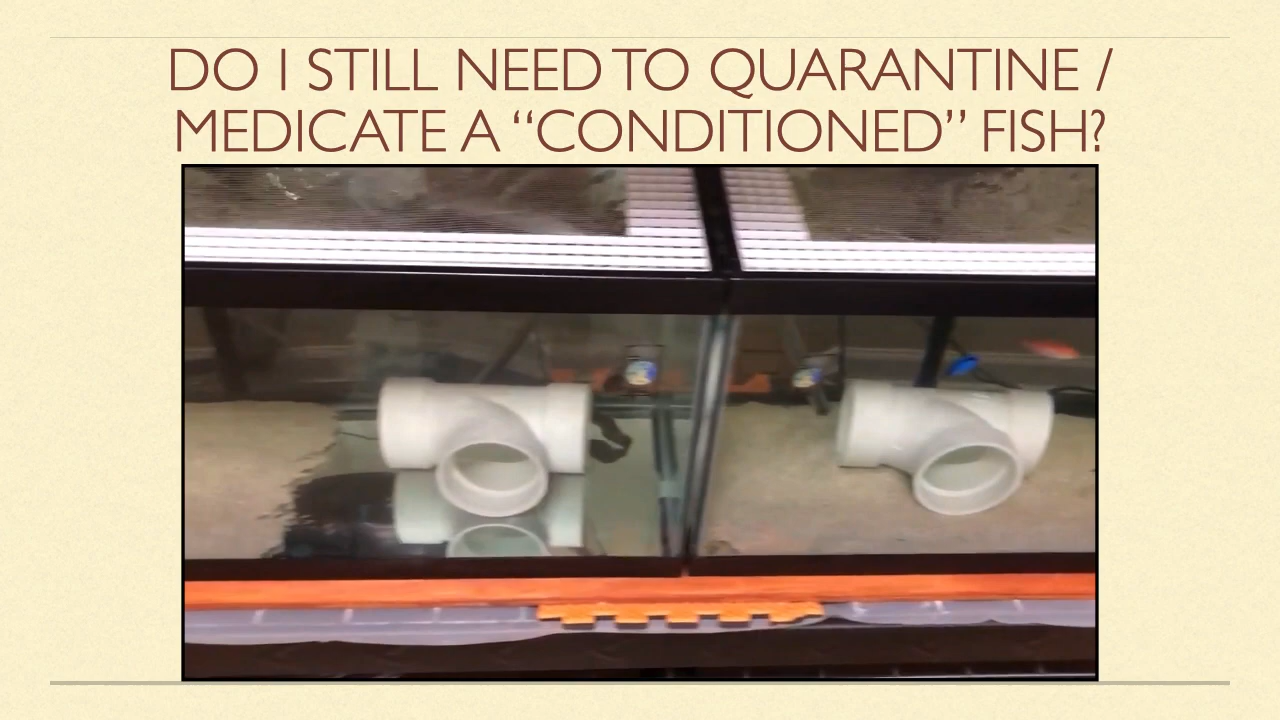 DO I STILL NEED TO QUARANTINE /
MEDICATE A “CONDITIONED” FISH?